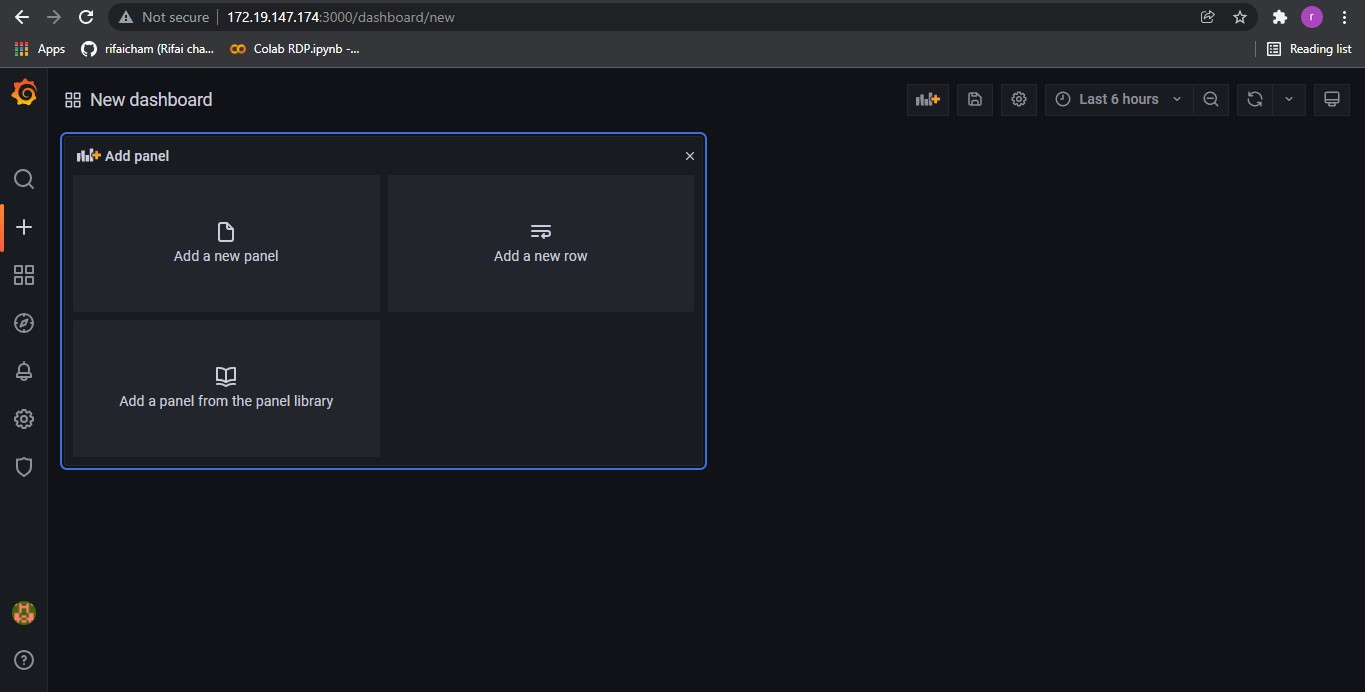 Not secure 172.19.147.174:3000/dashboard/new
r
Apps rifaicham (Rifai cha... Colab RDP.ipynb -... Reading list
New dashboard Last 6 hours
Add panel
Add a new panel Add a new row
Add a panel from the panel library